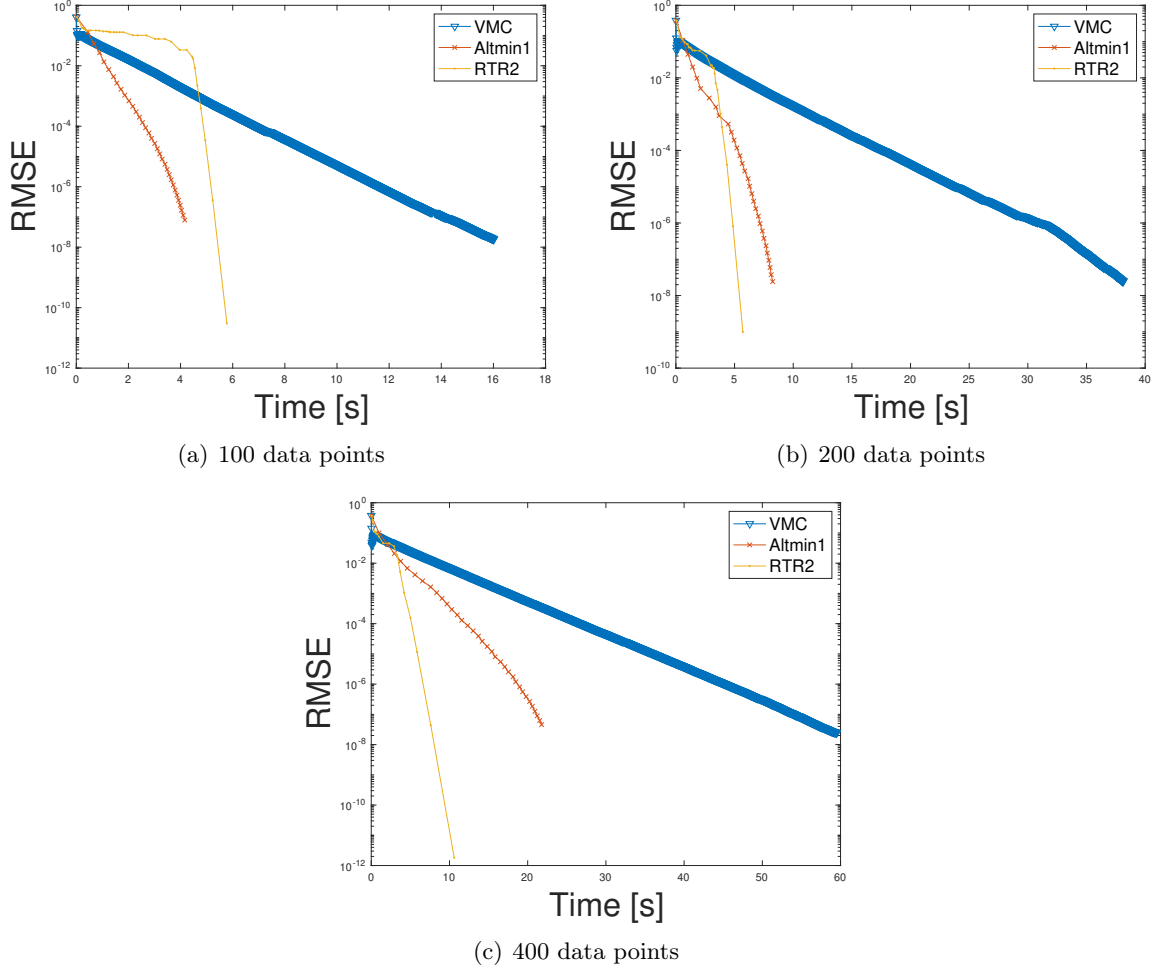 10^0
10^-2
10^-4
10^-6
10^-8
10^-10
10^-12
RMSE
VMC
Altmin1
RTR2
0 2 4 6 8 10 12 14 16 18
Time [s]
(a) 100 data points
10^0
10^-2
10^-4
10^-6
10^-8
10^-10
RMSE
VMC
Altmin1
RTR2
0 5 10 15 20 25 30 35 40
Time [s]
(b) 200 data points
10^0
10^-2
10^-4
10^-6
10^-8
10^-10
10^-12
RMSE
VMC
Altmin1
RTR2
0 10 20 30 40 50 60
Time [s]
(c) 400 data points